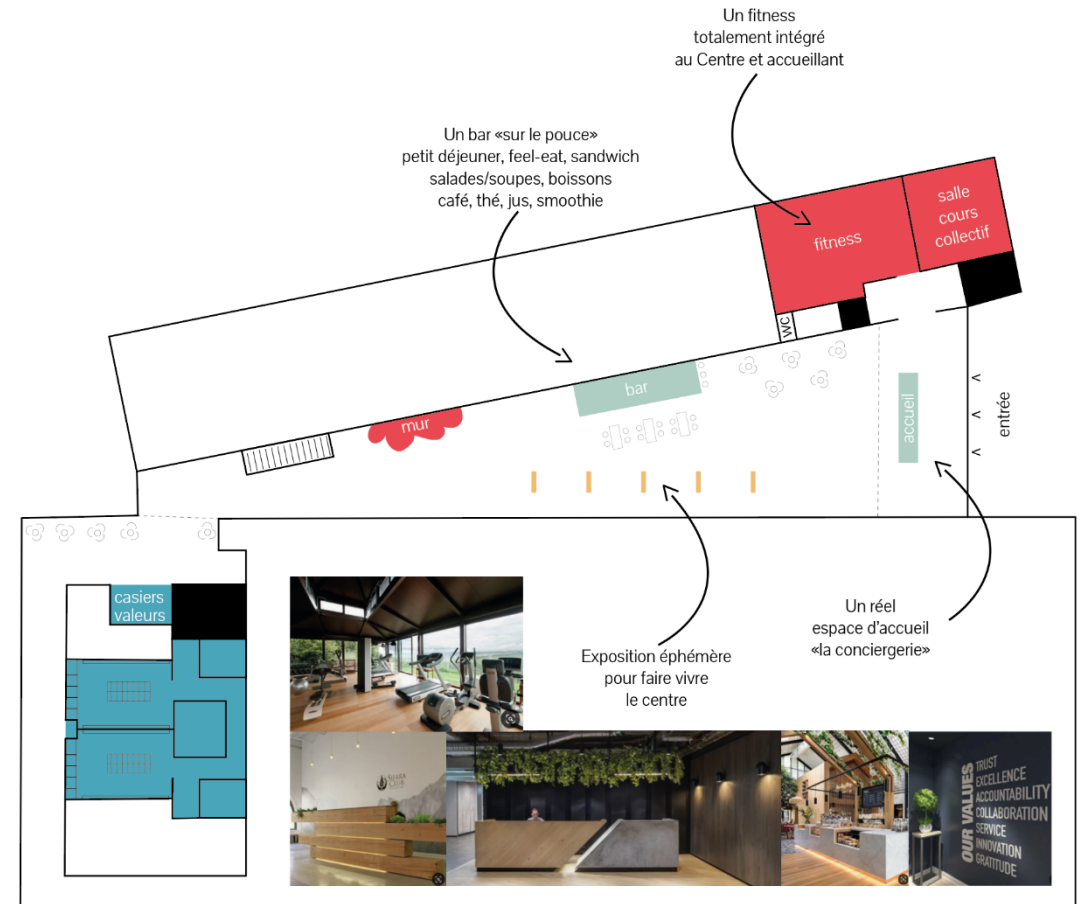 Un fitness
totalement intégré
au Centre et accueillant
Un bar «sur le pouce»
petit déjeuner, feel-eat, sandwich
salades/soupes, boissons
café, thé, jus, smoothie
salle
cours
collectif
fitness
WC
bar
mur
accueil
entrée
casiers
valeurs
Exposition éphémère
pour faire vivre
le centre
Un réel
espace d'accueil
«la conciergerie»
OUR VALUES
TRUST
EXCELLENCE
ACCOUNTABILITY
COLLABORATION
SERVICE
INNOVATION
GRATITUDE